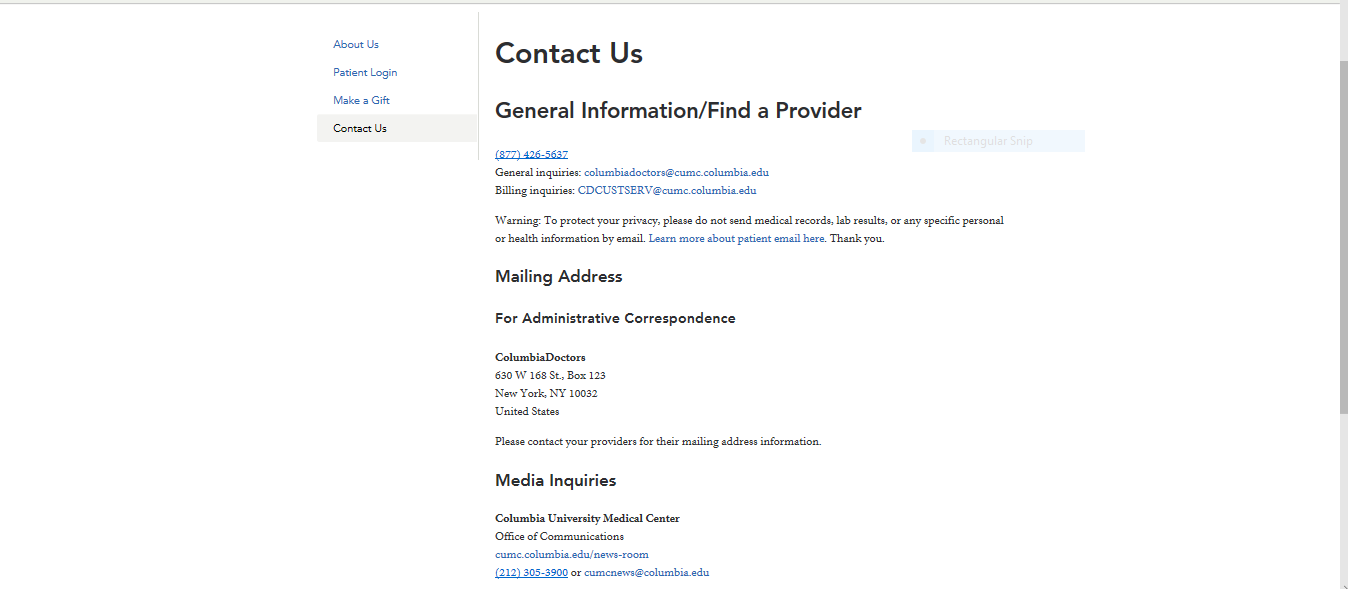 About Us
Patient Login
Make a Gift
Contact Us
Contact Us
General Information/Find a Provider
Rectangular Snip
(877) 426-5637
General inquiries: columbiadoctors@cumc.columbia.edu
Billing inquiries: CDCUSTSERV@cumc.columbia.edu
Warning: To protect your privacy, please do not send medical records, lab results, or any specific personal
or health information by email. Learn more about patient email here. Thank you.
Mailing Address
For Administrative Correspondence
ColumbiaDoctors
630 W 168 St., Box 123
New York, NY 10032
United States
Please contact your providers for their mailing address information.
Media Inquiries
Columbia University Medical Center
Office of Communications
cumc.columbia.edu/news-room
(212) 305-3900 or cumcnews@columbia.edu